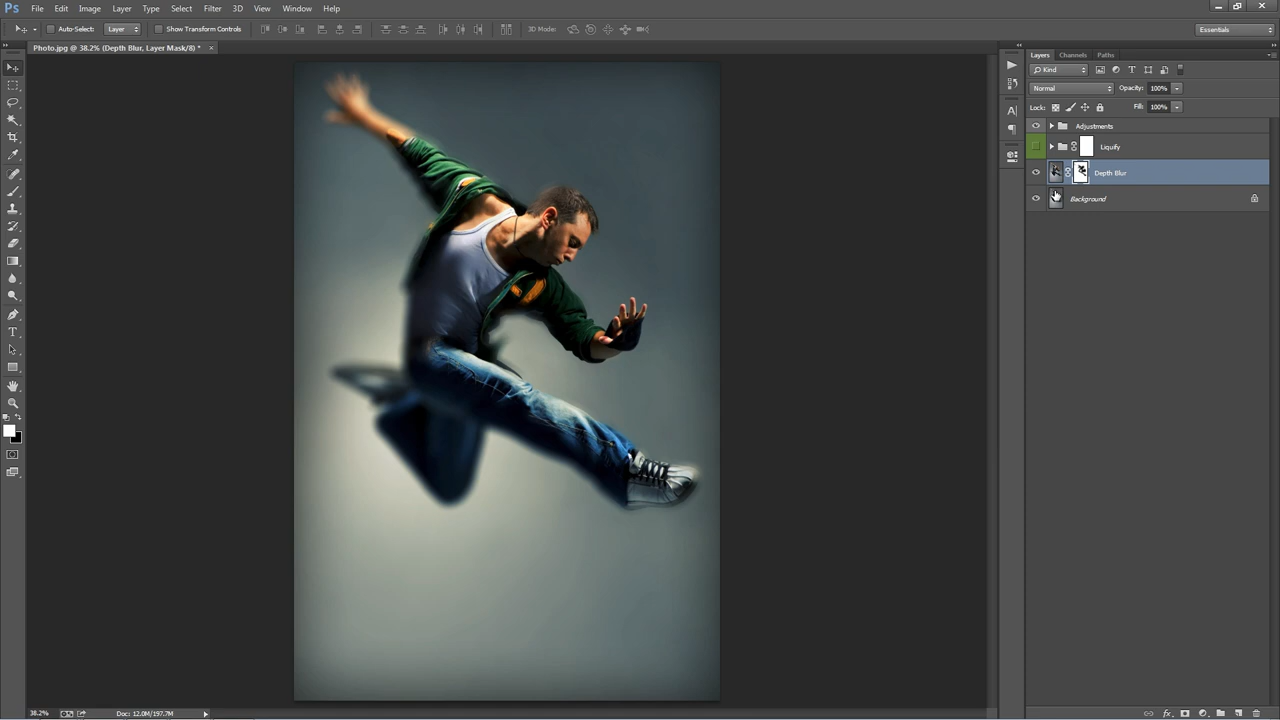 Ps File Edit Image Layer Type Select Filter 3D View Window Help
Auto-Select: Layer Show Transform Controls 3D Mode: Essentials
Photo.jpg @ 38.2% (Depth Blur, Layer Mask/8) * ×
Layers Channels Paths
Kind
Normal Opacity: 100%
Lock: Fill: 100%
Adjustments
Liquify
Depth Blur
Background
38.2% Doc: 12.0M/197.7M